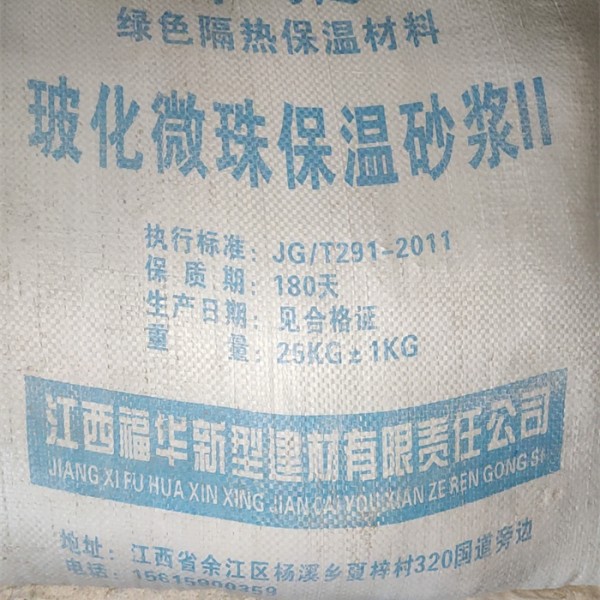 绿色隔热保温材料
玻化微珠保温砂浆II
执行标准：JG/T291-2011
保质期：180天
生产日期：见合格证
重量：25KG±1KG
江西福华新型建材有限责任公司
JIANG XI FU HUA XIN XING JIAN CAI YOU XIAN ZE REN GONG SI
地址：江西省余江区杨溪乡夏梓村320国道旁边
电话：15615900359